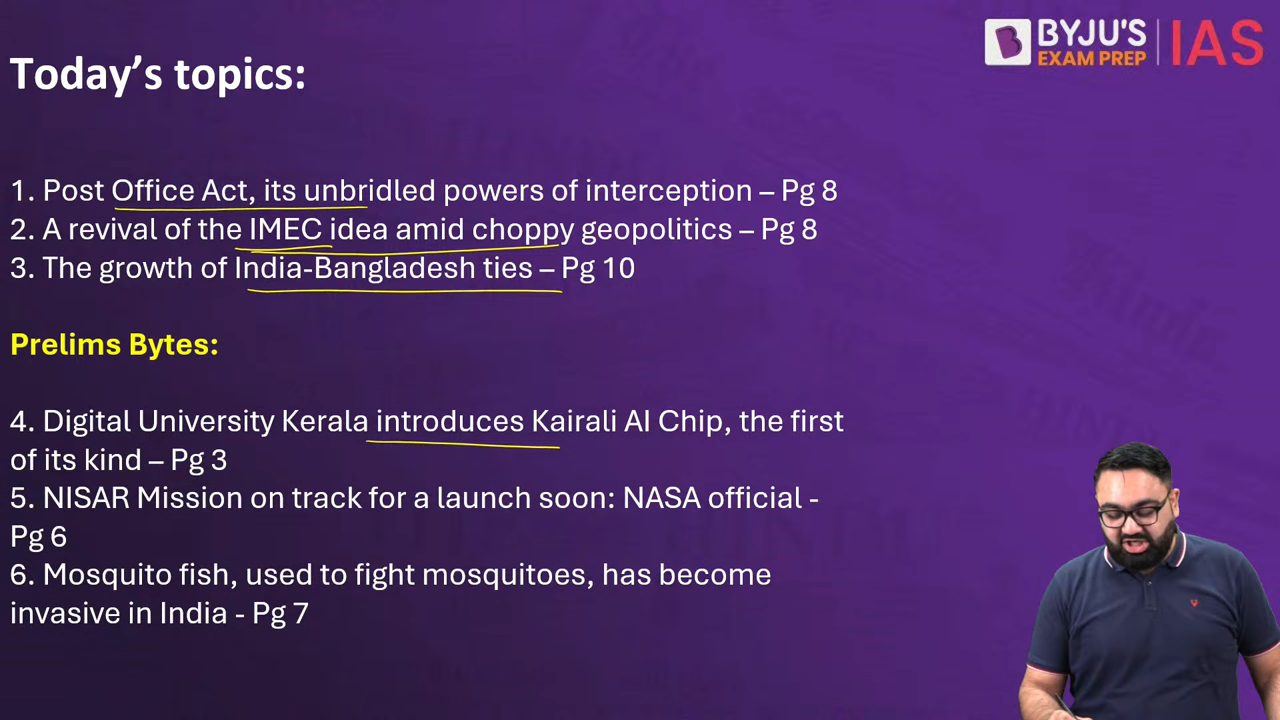 BYJU'S
EXAM PREP
IAS
Today’s topics:
1. Post Office Act, its unbridled powers of interception – Pg 8
2. A revival of the IMEC idea amid choppy geopolitics – Pg 8
3. The growth of India-Bangladesh ties – Pg 10
Prelims Bytes:
4. Digital University Kerala introduces Kairali AI Chip, the first
of its kind – Pg 3
5. NISAR Mission on track for a launch soon: NASA official -
Pg 6
6. Mosquito fish, used to fight mosquitoes, has become
invasive in India - Pg 7